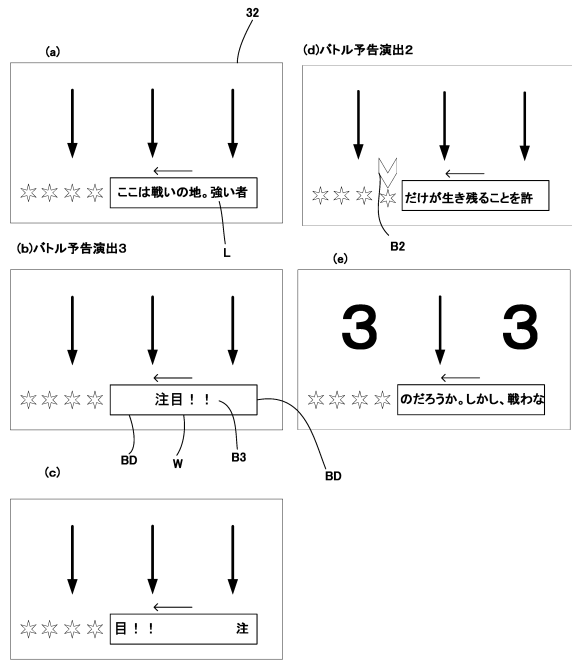 32
(a)
ここは戦いの地。強い者
L
(b)バトル予告演出3
注目!!
BD
W
B3
BD
(c)
目!! 注
(d)バトル予告演出2
だけが生き残ることを許
B2
(e)
3 3
のだろうか。しかし、戦わな